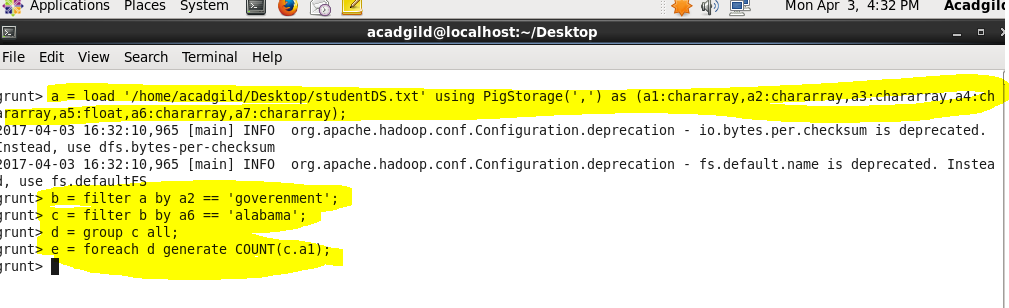 Applications Places System Mon Apr 3, 4:32 PM Acadgil
acadgild@localhost:~/Desktop
File Edit View Search Terminal Help
grunt> a = load '/home/acadgild/Desktop/studentDS.txt' using PigStorage(',') as (a1:chararray,a2:chararray,a3:chararray,a4:ch
ararray,a5:float,a6:chararray,a7:chararray);
2017-04-03 16:32:10,965 [main] INFO org.apache.hadoop.conf.Configuration.deprecation - io.bytes.per.checksum is deprecated.
Instead, use dfs.bytes-per-checksum
2017-04-03 16:32:10,965 [main] INFO org.apache.hadoop.conf.Configuration.deprecation - fs.default.name is deprecated. Instea
d, use fs.defaultFS
grunt> b = filter a by a2 == 'goverenment';
grunt> c = filter b by a6 == 'alabama';
grunt> d = group c all;
grunt> e = foreach d generate COUNT(c.a1);
grunt>